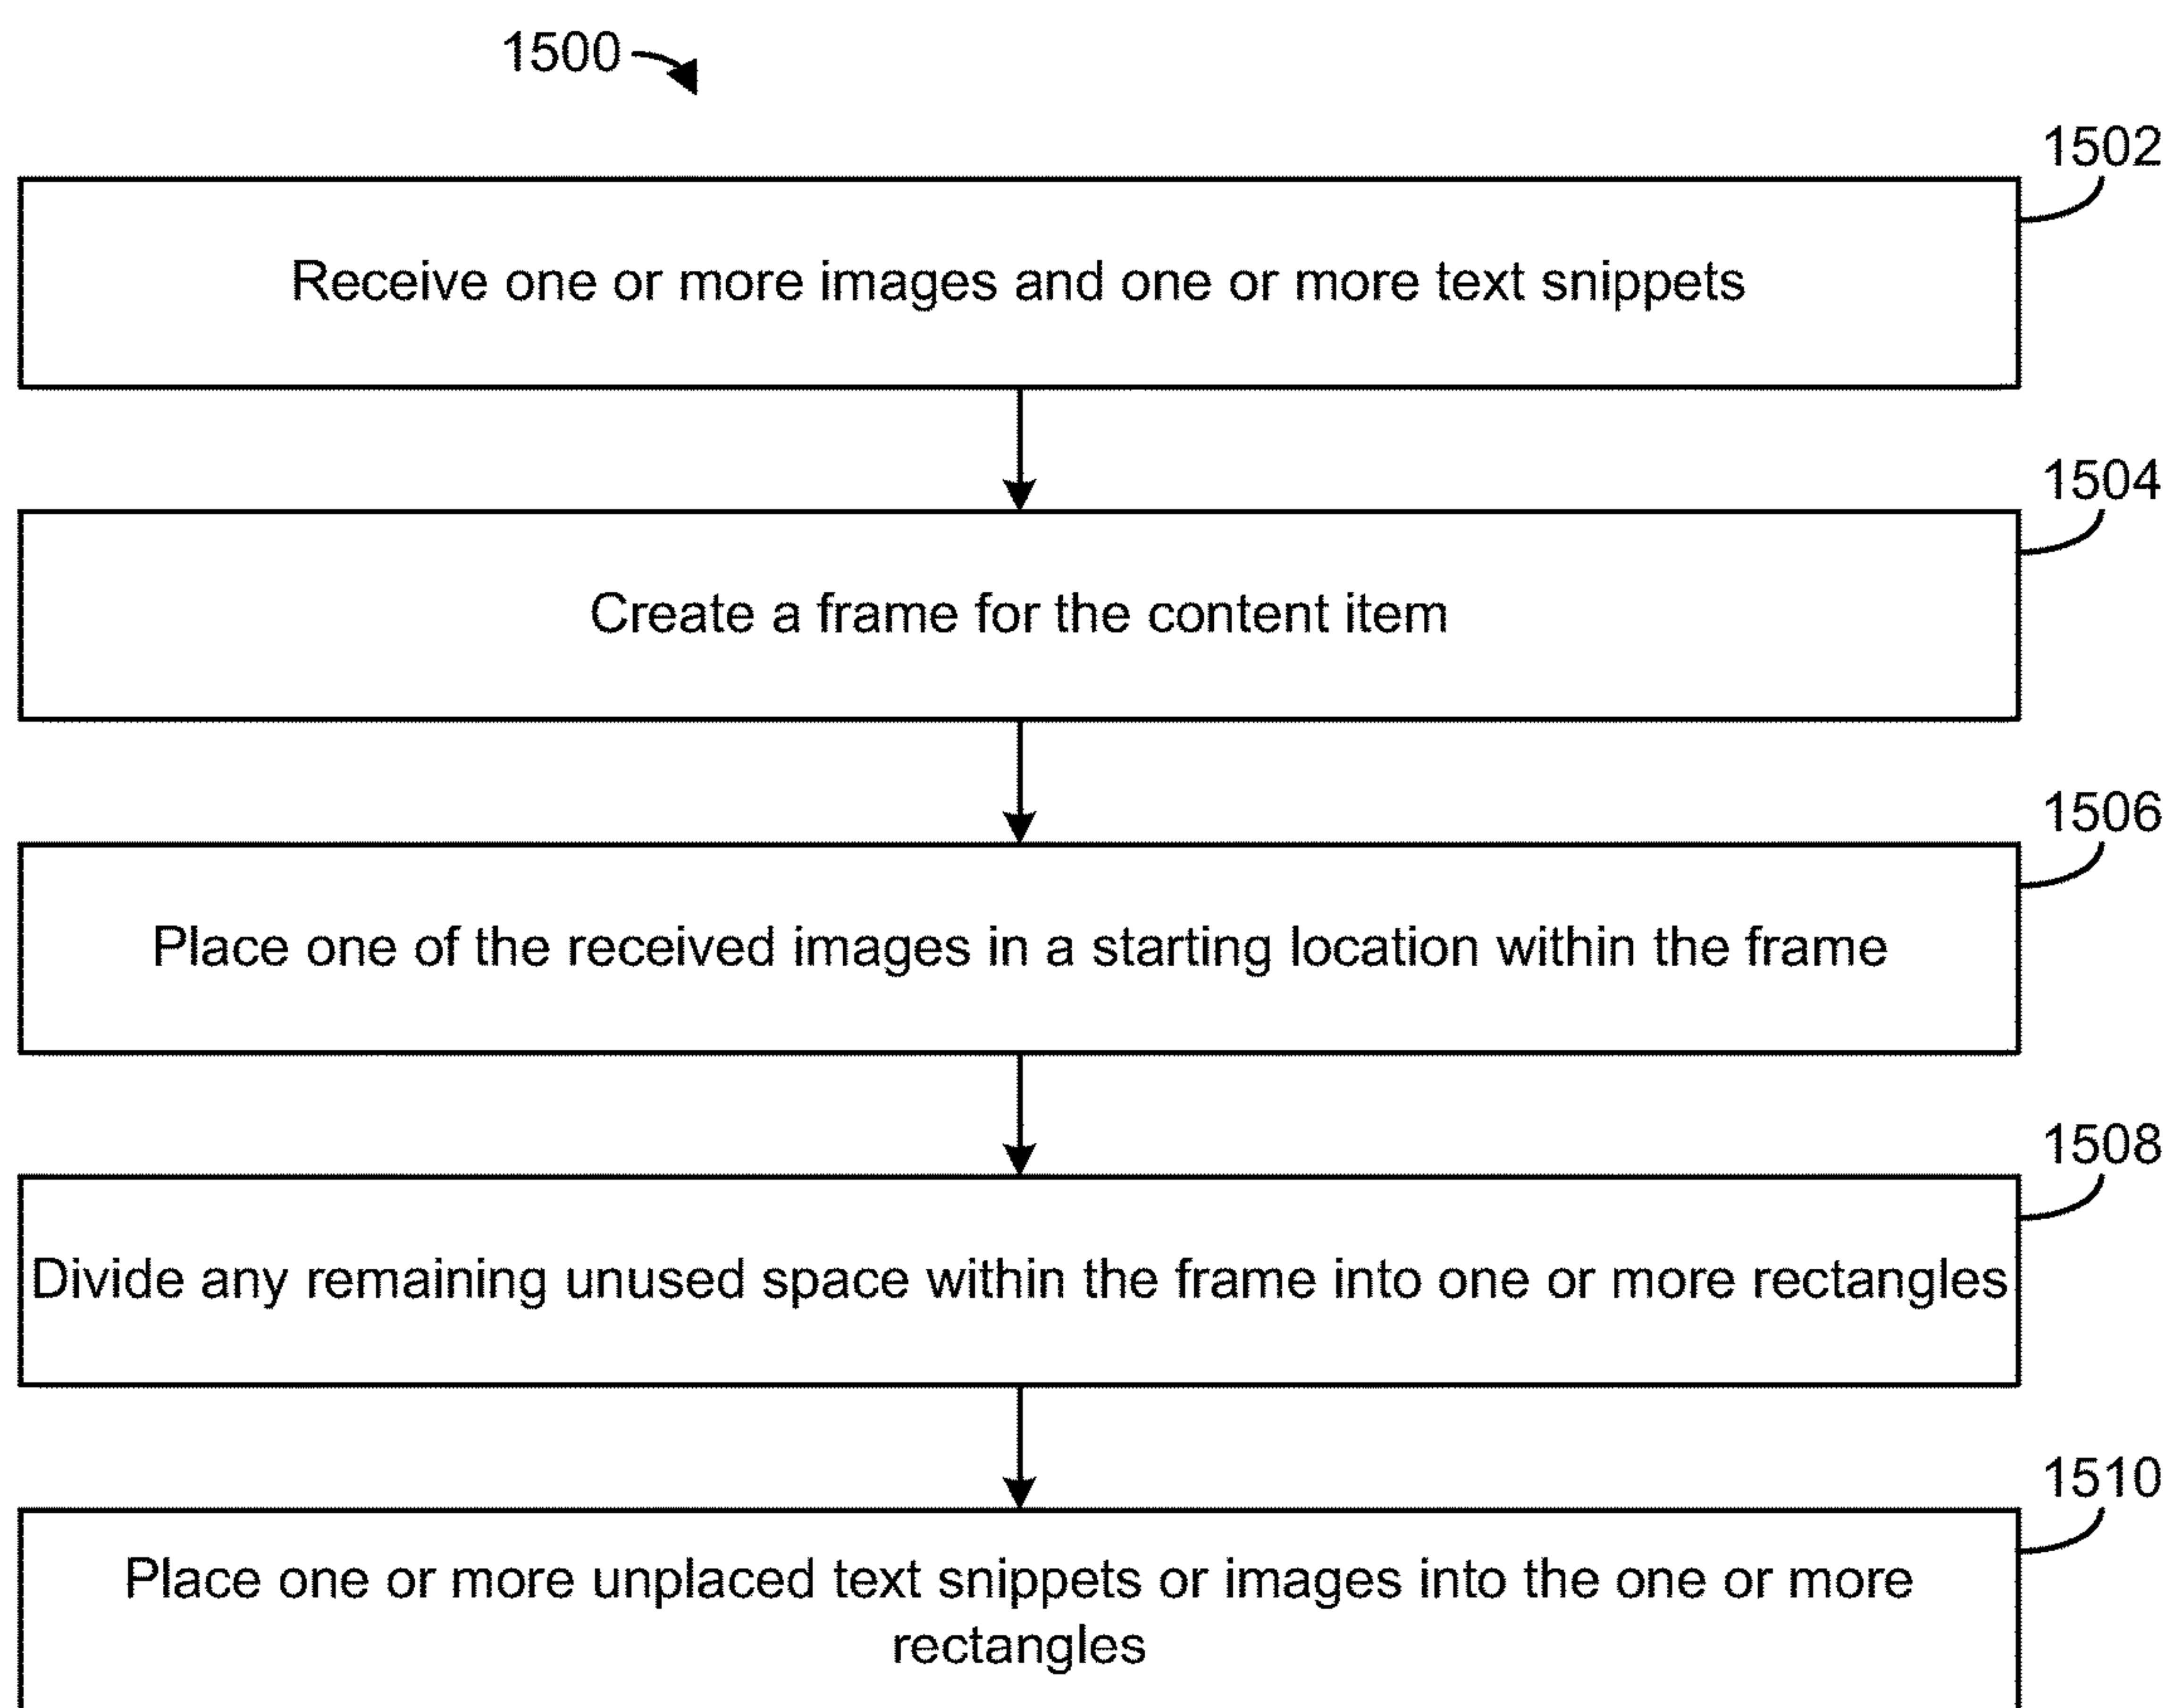 1500
1502
Receive one or more images and one or more text snippets
1504
Create a frame for the content item
1506
Place one of the received images in a starting location within the frame
1508
Divide any remaining unused space within the frame into one or more rectangles
1510
Place one or more unplaced text snippets or images into the one or more
rectangles